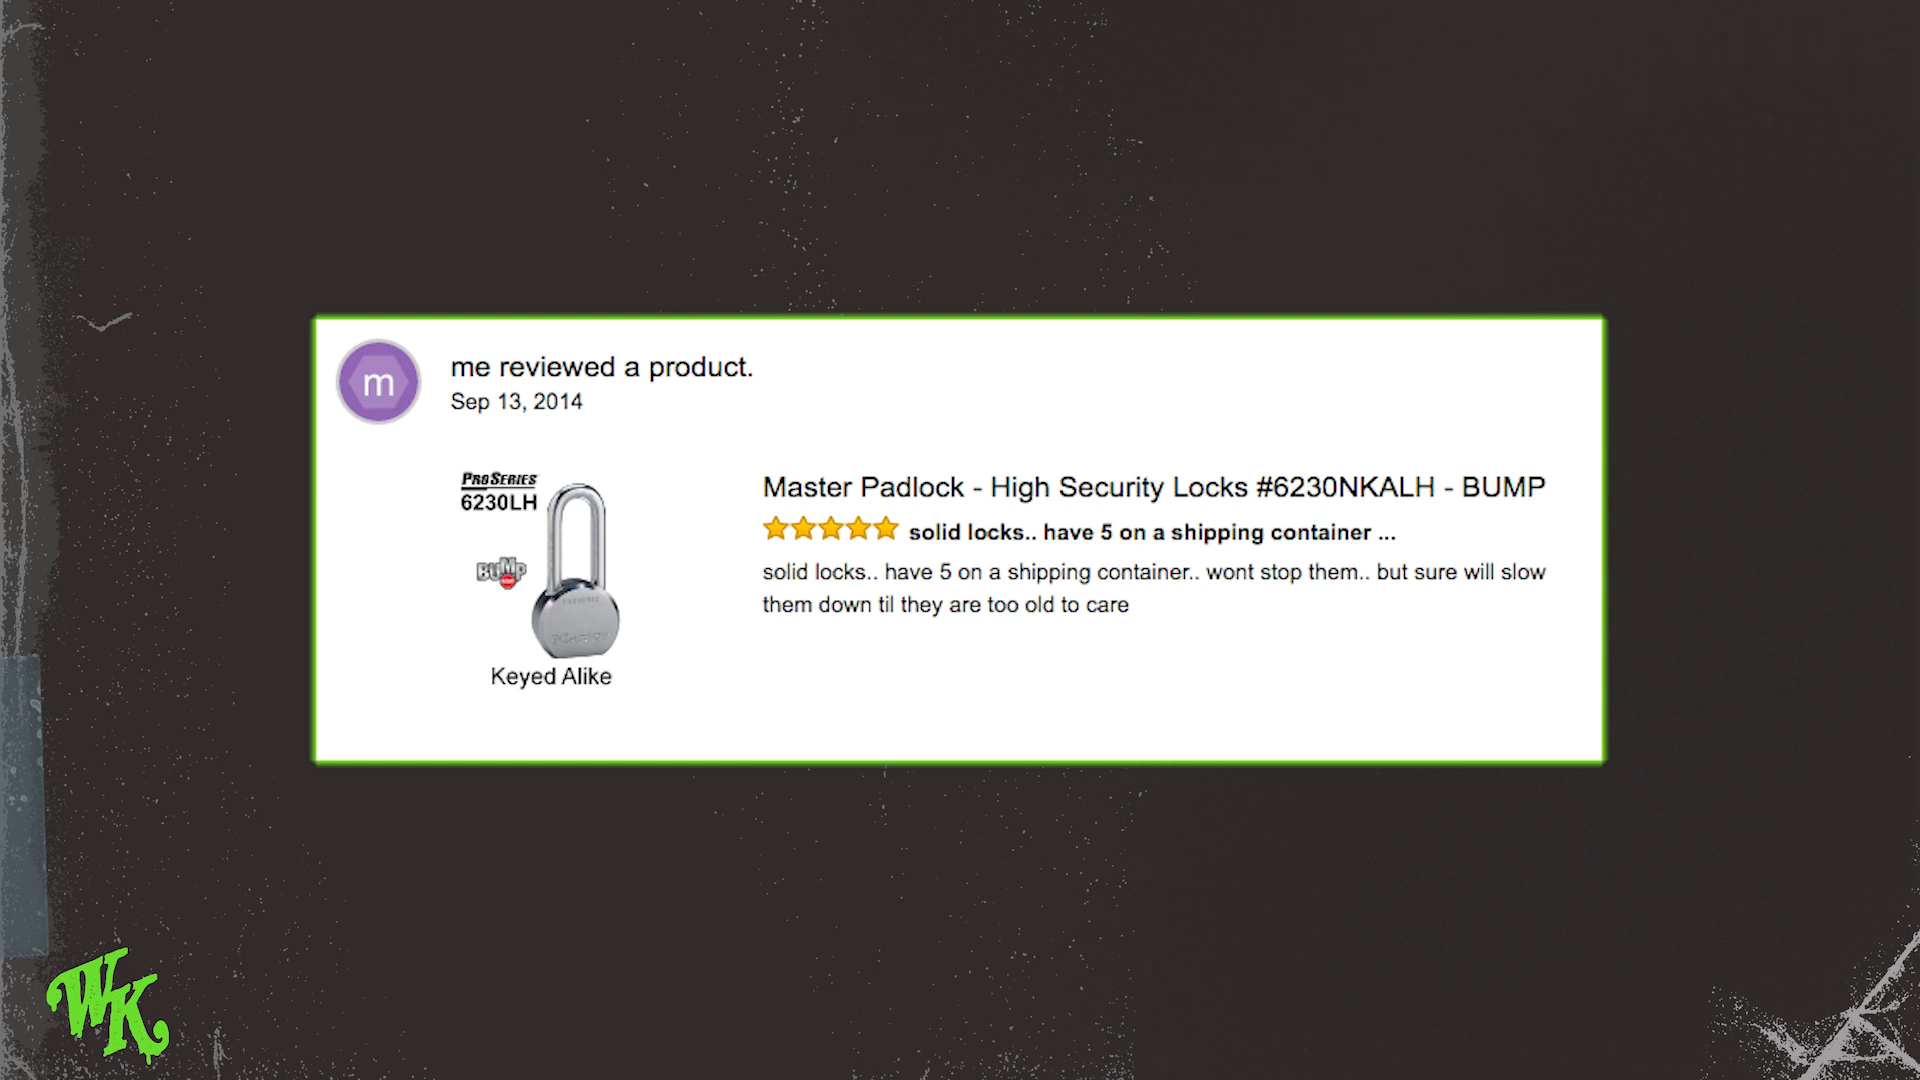 m
me reviewed a product.
Sep 13, 2014
PROSERIES
6230LH
BUMP
Master
Keyed Alike
Master Padlock - High Security Locks #6230NKALH - BUMP
solid locks.. have 5 on a shipping container ...
solid locks.. have 5 on a shipping container.. wont stop them.. but sure will slow
them down til they are too old to care
WK